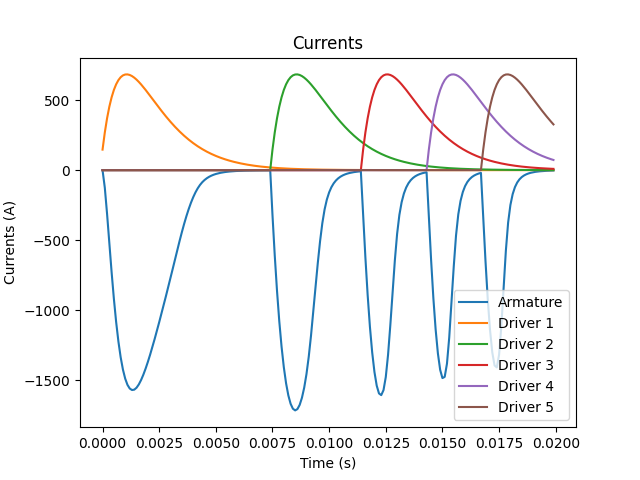 Currents
Currents (A)
500
0
−500
−1000
−1500
0.0000 0.0025 0.0050 0.0075 0.0100 0.0125 0.0150 0.0175 0.0200
Time (s)
Armature
Driver 1
Driver 2
Driver 3
Driver 4
Driver 5